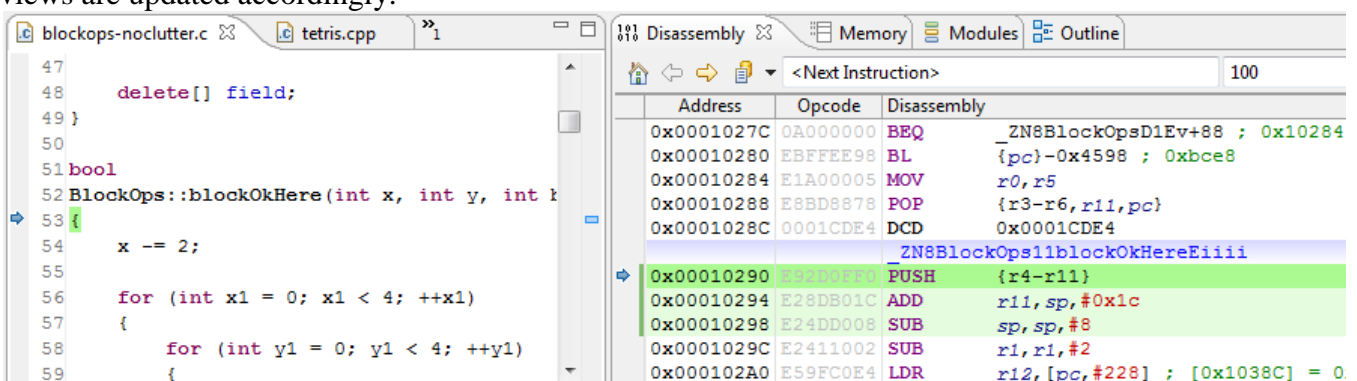 views are updated accordingly.
blockops-noclutter.c tetris.cpp »1
47
48 delete[] field;
49 }
50
51 bool
52 BlockOps::blockOkHere(int x, int y, int
53 {
54 x -= 2;
55
56 for (int x1 = 0; x1 < 4; ++x1)
57 {
58 for (int y1 = 0; y1 < 4; ++y1)
59 {
Disassembly Memory Modules Outline
<Next Instruction> 100
Address Opcode Disassembly
0x0001027C 0A000000 BEQ _ZN8BlockOpsD1Ev+88 ; 0x10284
0x00010280 EBFFEE98 BL {pc}-0x4598 ; 0xbce8
0x00010284 E1A00005 MOV r0,r5
0x00010288 E8BD8878 POP {r3-r6,r11,pc}
0x0001028C 0001CDE4 DCD 0x0001CDE4
_ZN8BlockOps11blockOkHereEiiii
0x00010290 E92D0FF0 PUSH {r4-r11}
0x00010294 E28DB01C ADD r11,sp,#0x1c
0x00010298 E24DD008 SUB sp,sp,#8
0x0001029C E2411002 SUB r1,r1,#2
0x000102A0 E59FC0E4 LDR r12,[pc,#228] ; [0x1038C] = 0